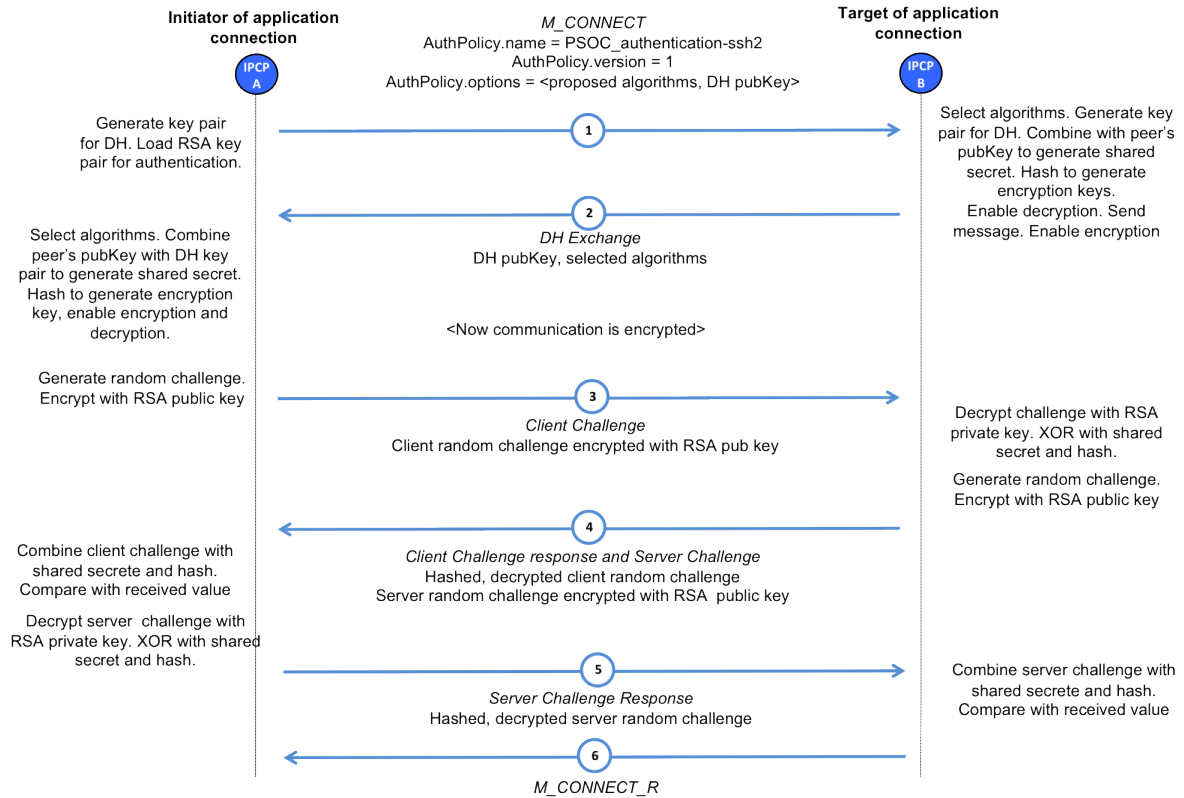 Initiator of application
connection
M_CONNECT
AuthPolicy.name = PSOC_authentication-ssh2
AuthPolicy.version = 1
AuthPolicy.options = <proposed algorithms, DH pubKey>
Target of application
connection
IPCP
A
IPCP
B
Generate key pair
for DH. Load RSA key
pair for authentication.
1
Select algorithms. Generate key
pair for DH. Combine with peer's
pubKey to generate shared
secret. Hash to generate
encryption keys.
Enable decryption. Send
message. Enable encryption
2
DH Exchange
DH pubKey, selected algorithms
Select algorithms. Combine
peer's pubKey with DH key
pair to generate shared secret.
Hash to generate encryption
key, enable encryption and
decryption.
<Now communication is encrypted>
Generate random challenge.
Encrypt with RSA public key
3
Client Challenge
Client random challenge encrypted with RSA pub key
Decrypt challenge with RSA
private key. XOR with shared
secret and hash.
Generate random challenge.
Encrypt with RSA public key
4
Client Challenge response and Server Challenge
Hashed, decrypted client random challenge
Server random challenge encrypted with RSA public key
Combine client challenge with
shared secrete and hash.
Compare with received value
Decrypt server challenge with
RSA private key. XOR with shared
secret and hash.
5
Server Challenge Response
Hashed, decrypted server random challenge
Combine server challenge with
shared secrete and hash.
Compare with received value
6
M_CONNECT_R